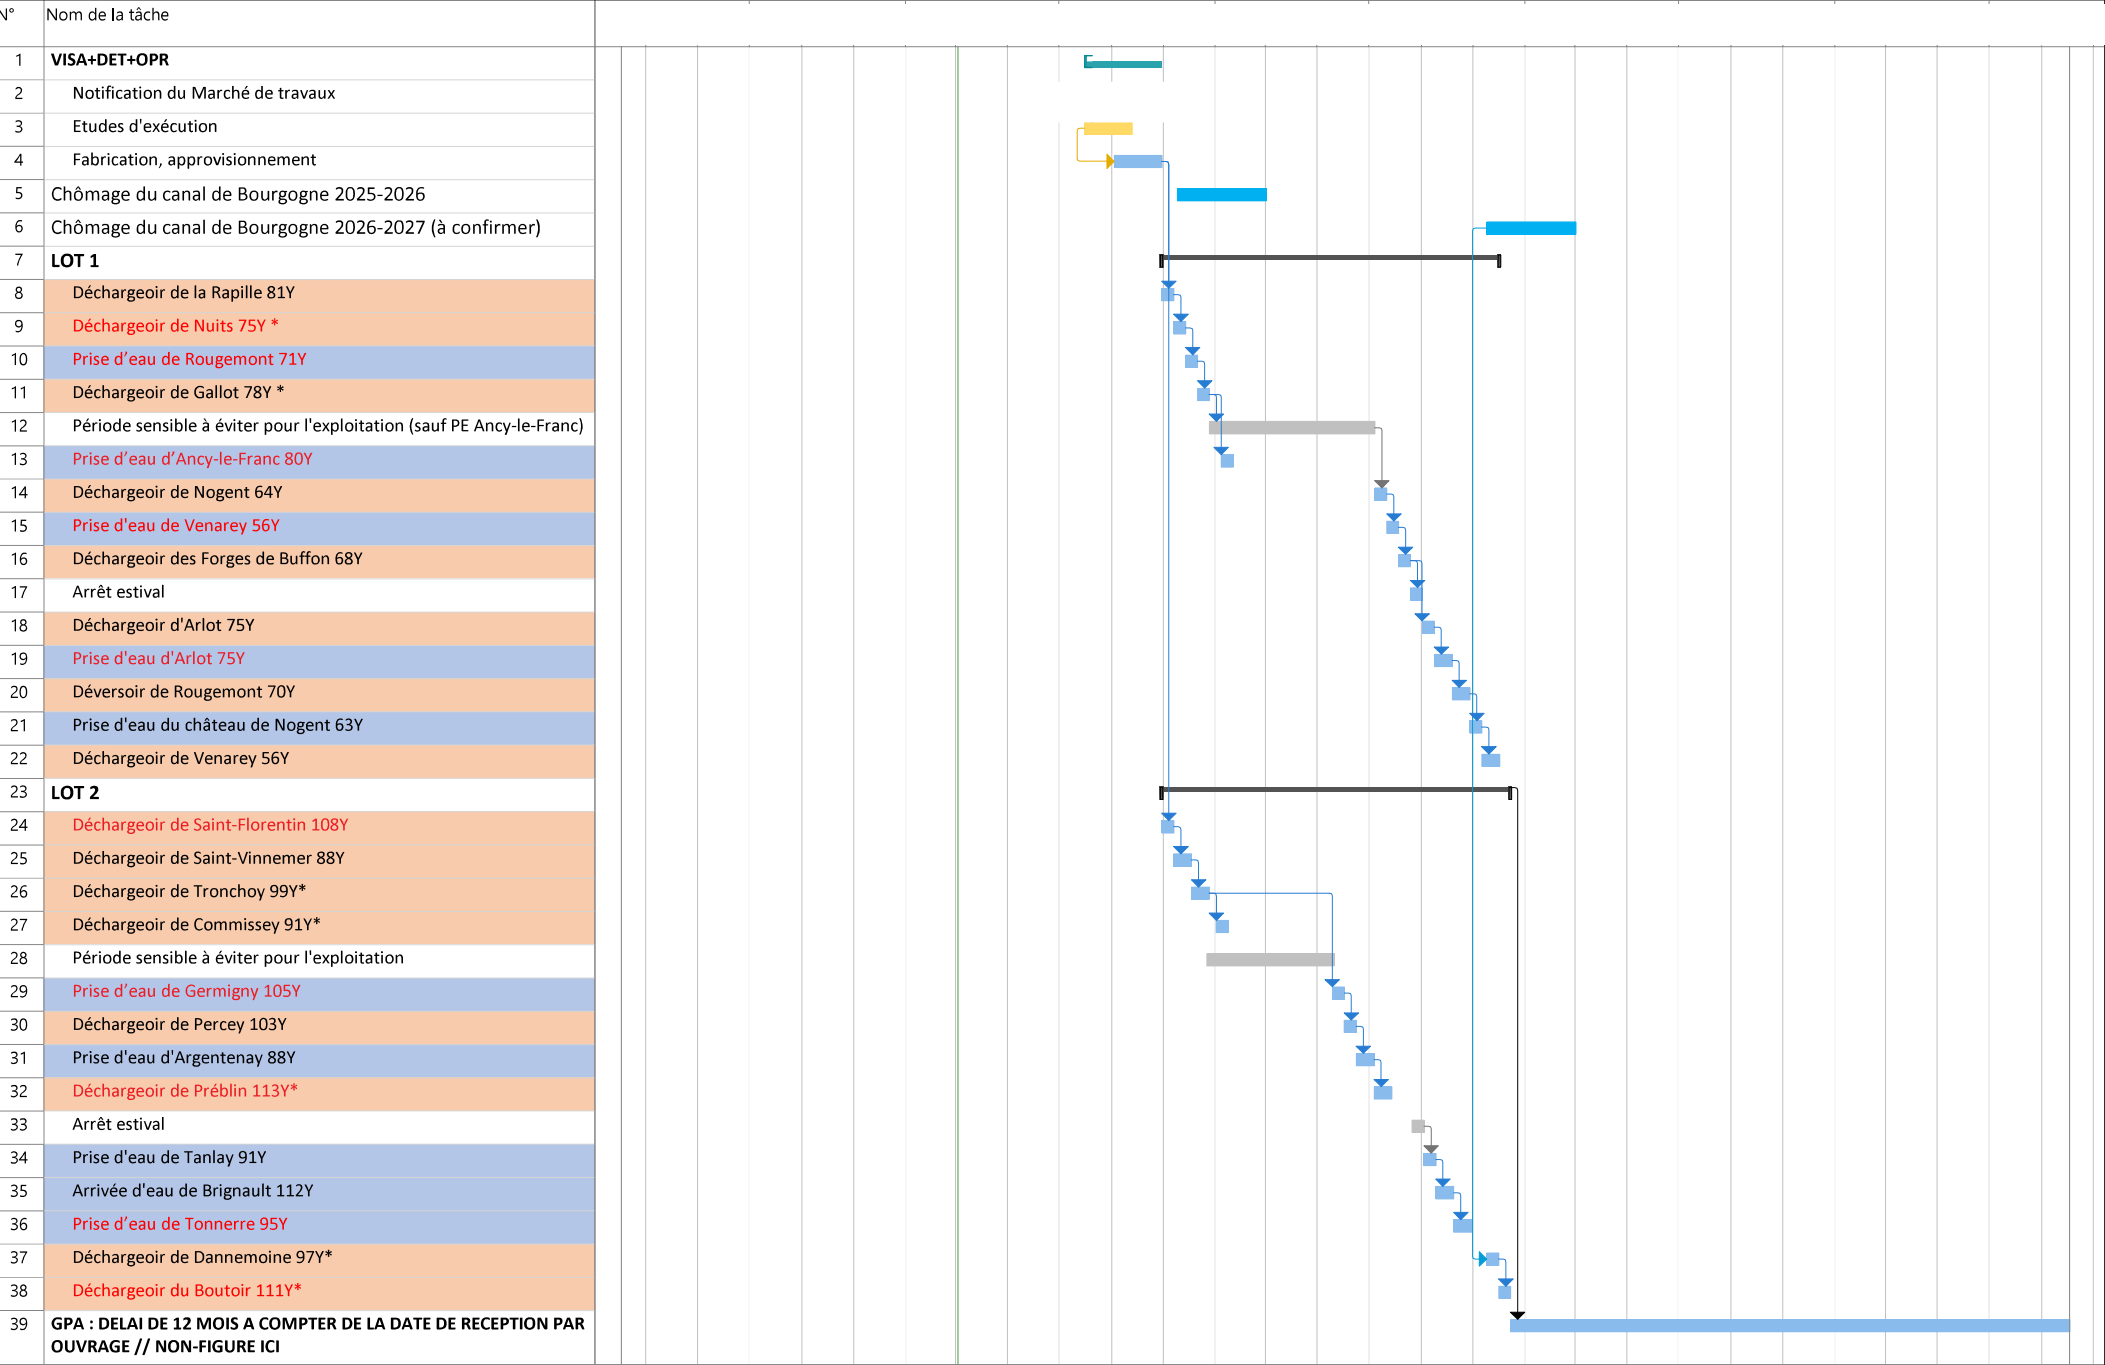 N° Nom de la tâche
1 VISA+DET+OPR
2 Notification du Marché de travaux
3 Etudes d'exécution
4 Fabrication, approvisionnement
5 Chômage du canal de Bourgogne 2025-2026
6 Chômage du canal de Bourgogne 2026-2027 (à confirmer)
7 LOT 1
8 Déchargeoir de la Rapille 81Y
9 Déchargeoir de Nuits 75Y *
10 Prise d’eau de Rougemont 71Y
11 Déchargeoir de Gallot 78Y *
12 Période sensible à éviter pour l'exploitation (sauf PE Ancy-le-Franc)
13 Prise d’eau d’Ancy-le-Franc 80Y
14 Déchargeoir de Nogent 64Y
15 Prise d'eau de Venarey 56Y
16 Déchargeoir des Forges de Buffon 68Y
17 Arrêt estival
18 Déchargeoir d'Arlot 75Y
19 Prise d'eau d'Arlot 75Y
20 Déversoir de Rougemont 70Y
21 Prise d'eau du château de Nogent 63Y
22 Déchargeoir de Venarey 56Y
23 LOT 2
24 Déchargeoir de Saint-Florentin 108Y
25 Déchargeoir de Saint-Vinnemer 88Y
26 Déchargeoir de Tronchoy 99Y*
27 Déchargeoir de Commissey 91Y*
28 Période sensible à éviter pour l'exploitation
29 Prise d’eau de Germigny 105Y
30 Déchargeoir de Percey 103Y
31 Prise d'eau d'Argentenay 88Y
32 Déchargeoir de Préblin 113Y*
33 Arrêt estival
34 Prise d'eau de Tanlay 91Y
35 Arrivée d'eau de Brignault 112Y
36 Prise d’eau de Tonnerre 95Y
37 Déchargeoir de Dannemoine 97Y*
38 Déchargeoir du Boutoir 111Y*
39 GPA : DELAI DE 12 MOIS A COMPTER DE LA DATE DE RECEPTION PAR
OUVRAGE // NON-FIGURE ICI